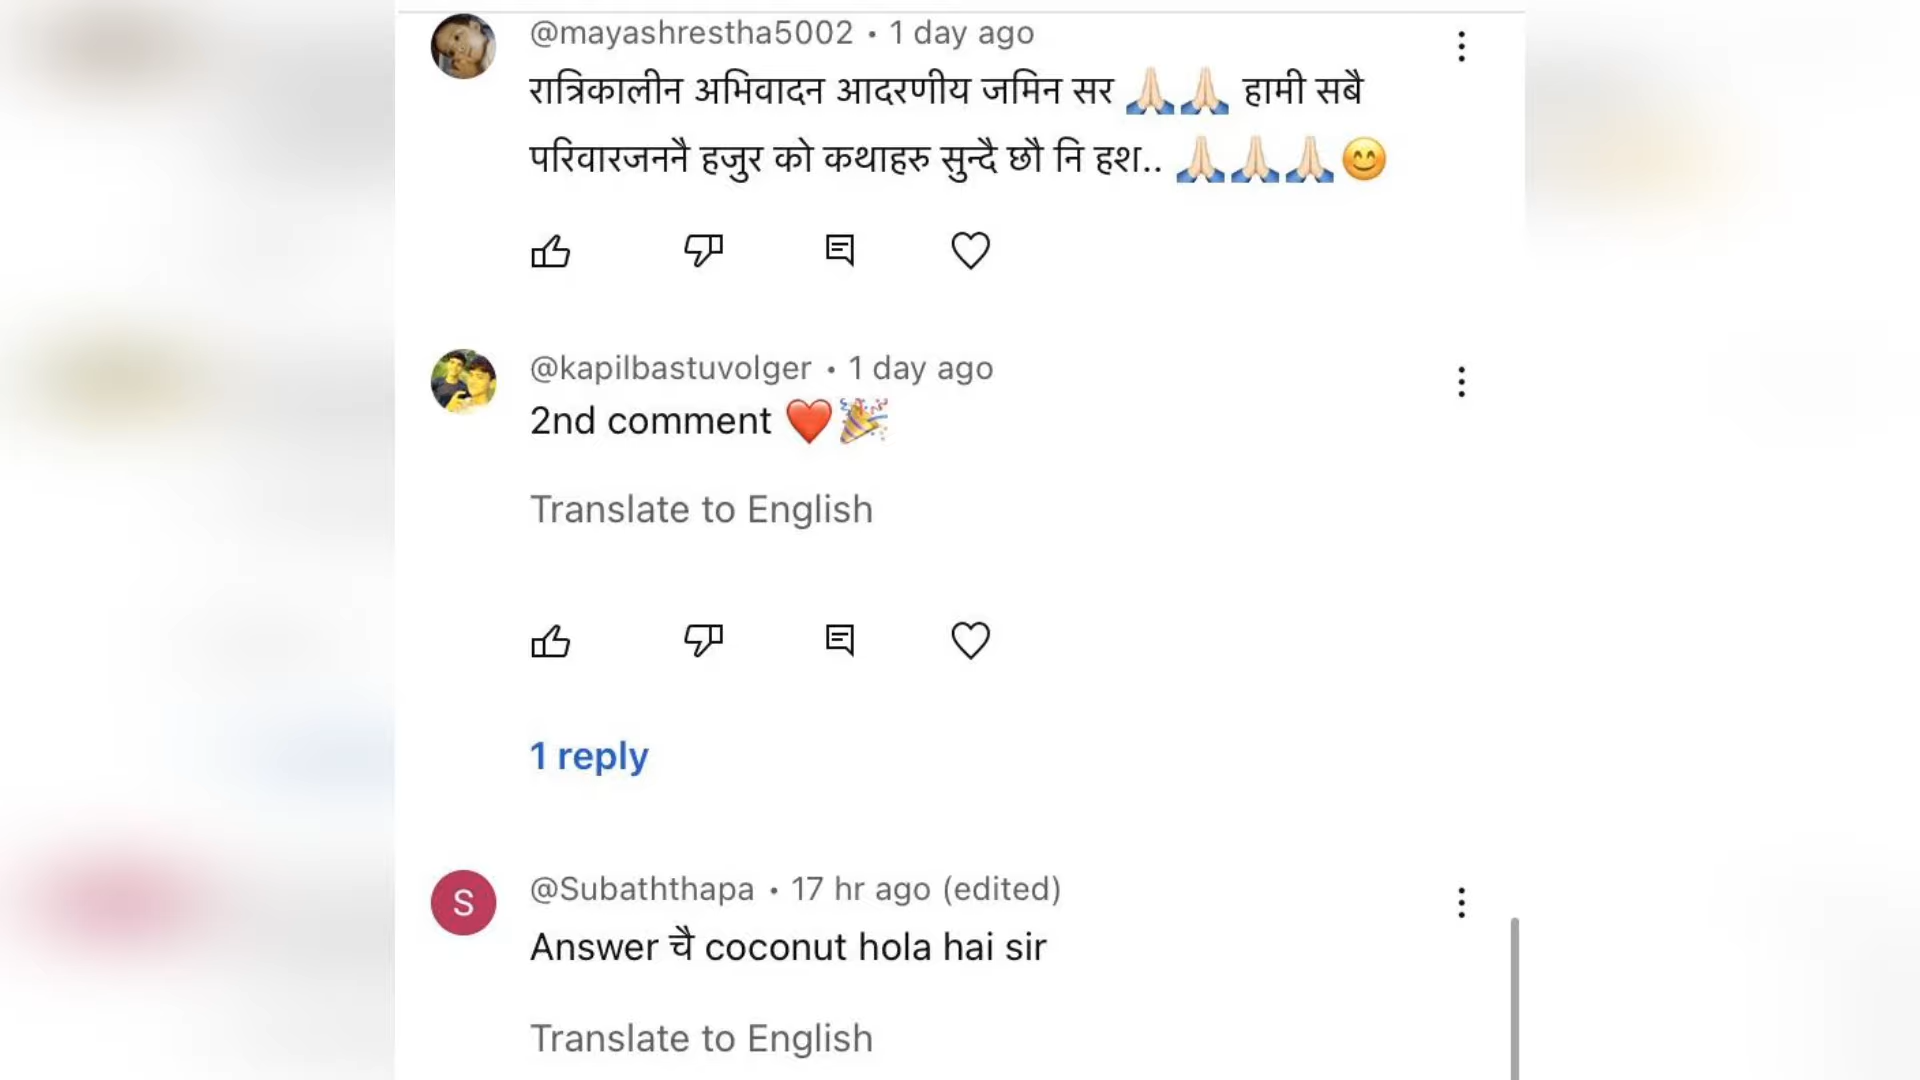 @mayashrestha5002 • 1 day ago
रात्रिकालीन अभिवादन आदरणीय जमिन सर 🙏🏻🙏🏻 हामी सबै
परिवारजननै हजुर को कथाहरु सुन्दै छौ नि हश.. 🙏🏻🙏🏻🙏🏻😊
@kapilbastuvolger • 1 day ago
2nd comment ❤️🎉
Translate to English
1 reply
S
@Subaththapa • 17 hr ago (edited)
Answer चै coconut hola hai sir
Translate to English